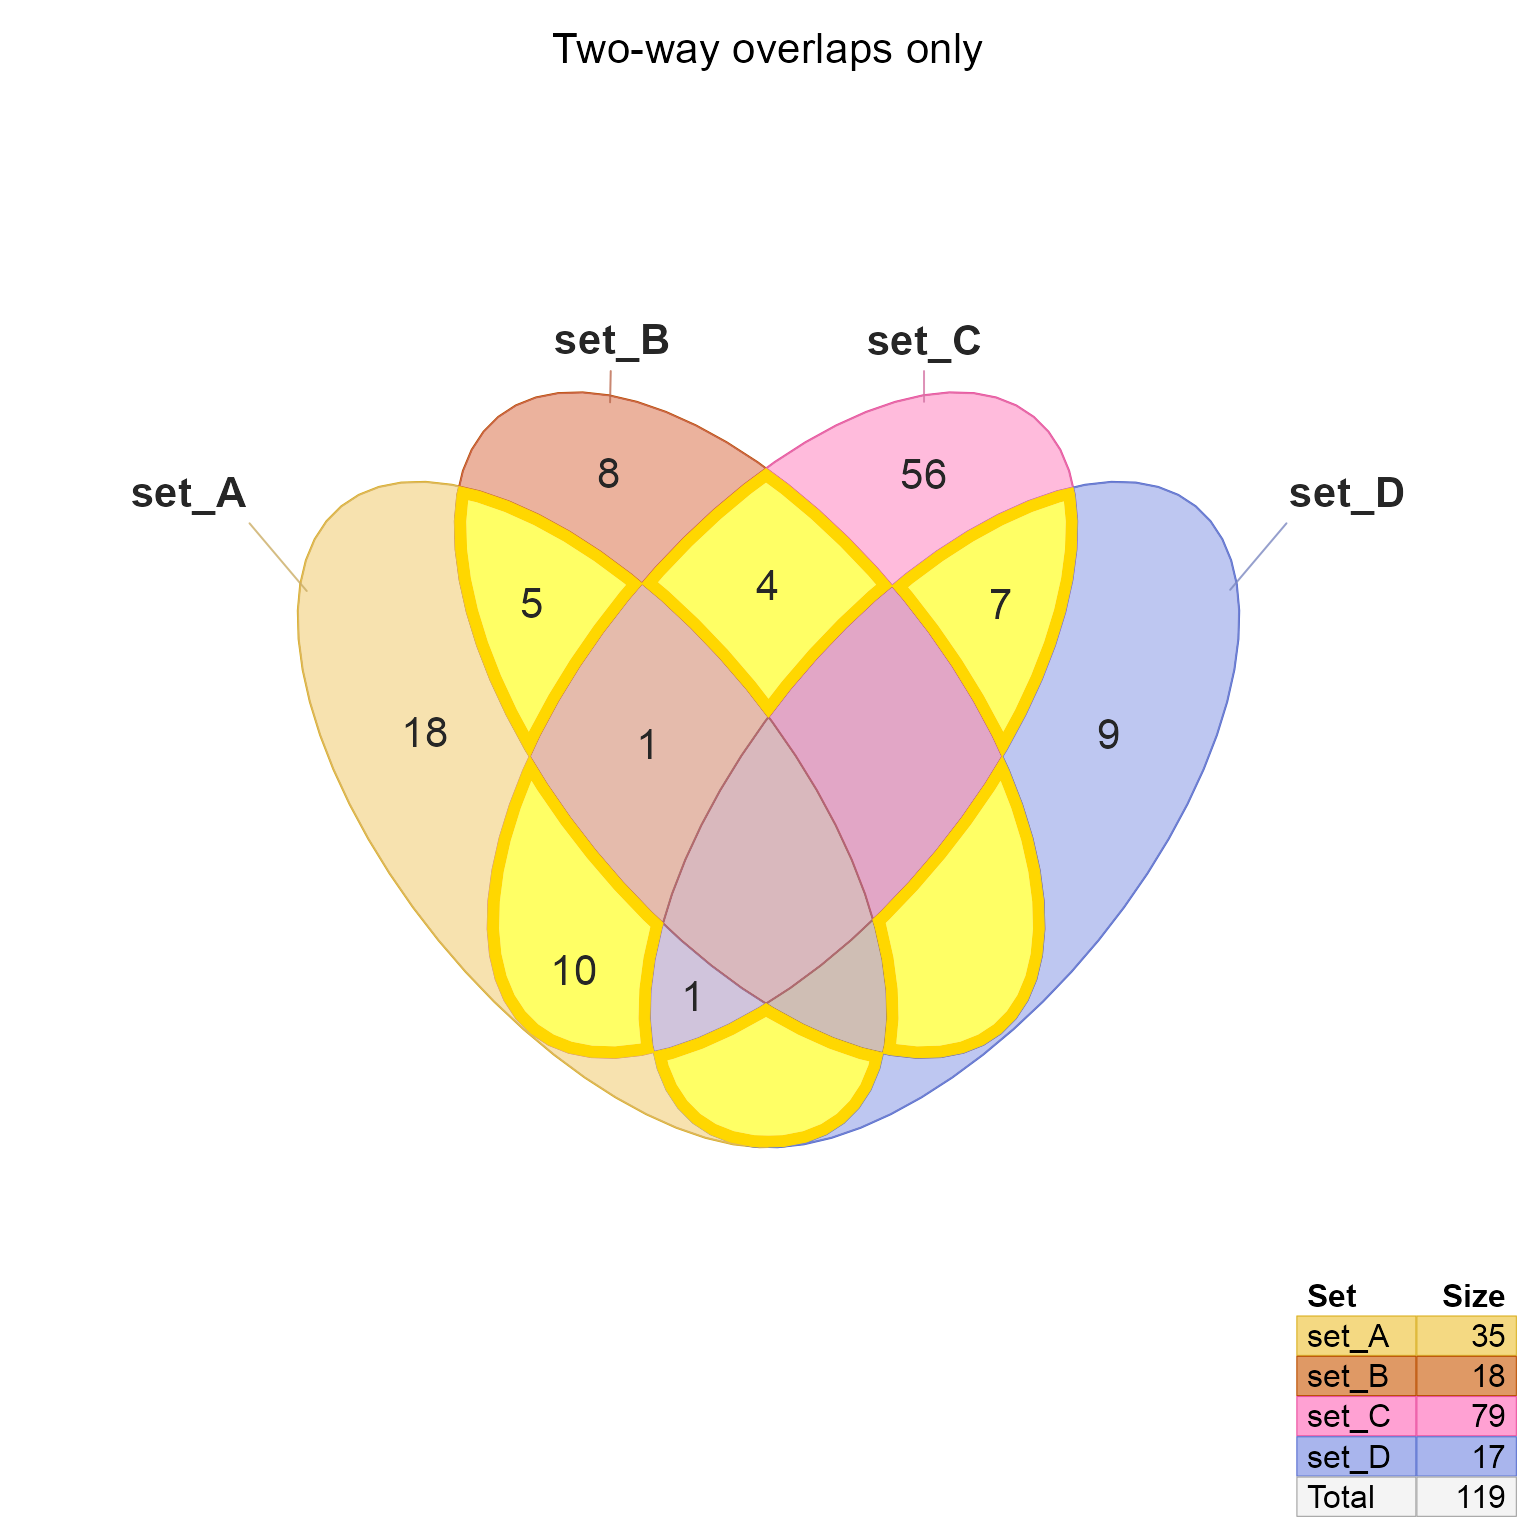 Two-way overlaps only
set_B
set_C
set_A
set_D
8
56
5
4
7
18
1
9
10
1
Set Size
set_A 35
set_B 18
set_C 79
set_D 17
Total 119